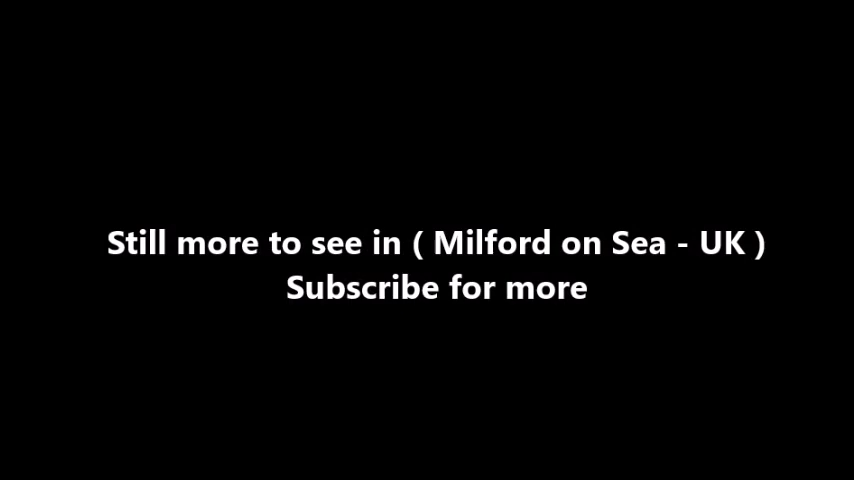 Still more to see in ( Milford on Sea - UK )
Subscribe for more